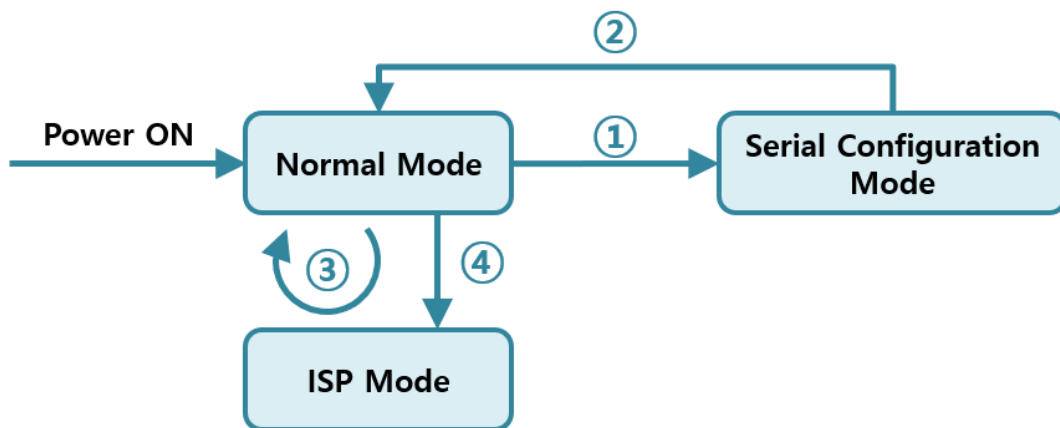 ②
Power ON
Normal Mode
①
Serial Configuration
Mode
③
④
ISP Mode